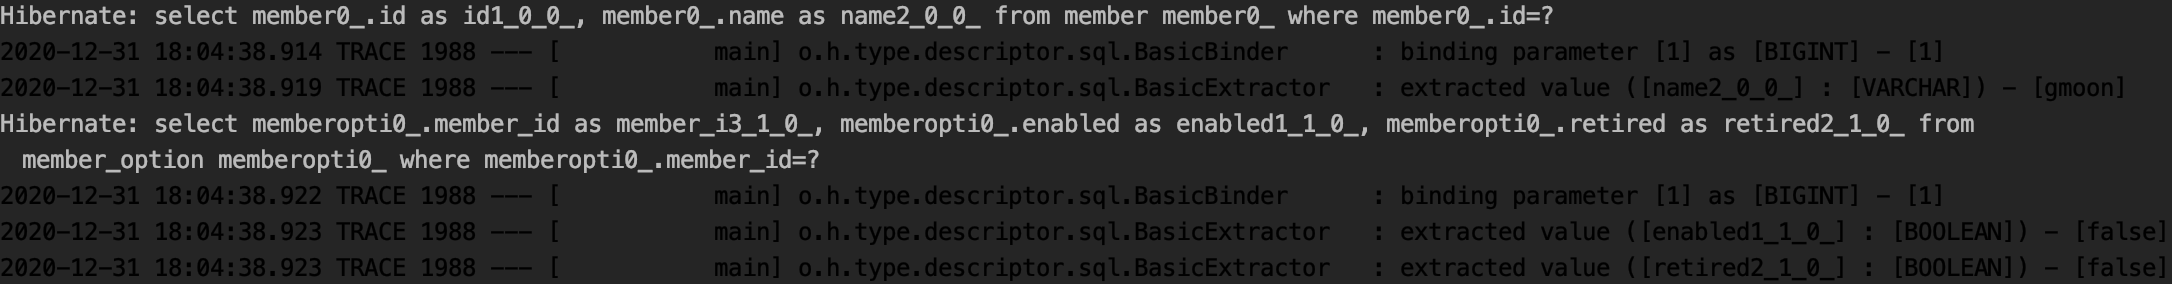 Hibernate: select member0_.id as id1_0_0_, member0_.name as name2_0_0_ from member member0_ where member0_.id=?
2020-12-31 18:04:38.914 TRACE 1988 --- [           main] o.h.type.descriptor.sql.BasicBinder      : binding parameter [1] as [BIGINT] - [1]
2020-12-31 18:04:38.919 TRACE 1988 --- [           main] o.h.type.descriptor.sql.BasicExtractor   : extracted value ([name2_0_0_] : [VARCHAR]) - [gmoon]
Hibernate: select memberopti0_.member_id as member_i3_1_0_, memberopti0_.enabled as enabled1_1_0_, memberopti0_.retired as retired2_1_0_ from
member_option memberopti0_ where memberopti0_.member_id=?
2020-12-31 18:04:38.922 TRACE 1988 --- [           main] o.h.type.descriptor.sql.BasicBinder      : binding parameter [1] as [BIGINT] - [1]
2020-12-31 18:04:38.923 TRACE 1988 --- [           main] o.h.type.descriptor.sql.BasicExtractor   : extracted value ([enabled1_1_0_] : [BOOLEAN]) - [false]
2020-12-31 18:04:38.923 TRACE 1988 --- [           main] o.h.type.descriptor.sql.BasicExtractor   : extracted value ([retired2_1_0_] : [BOOLEAN]) - [false]